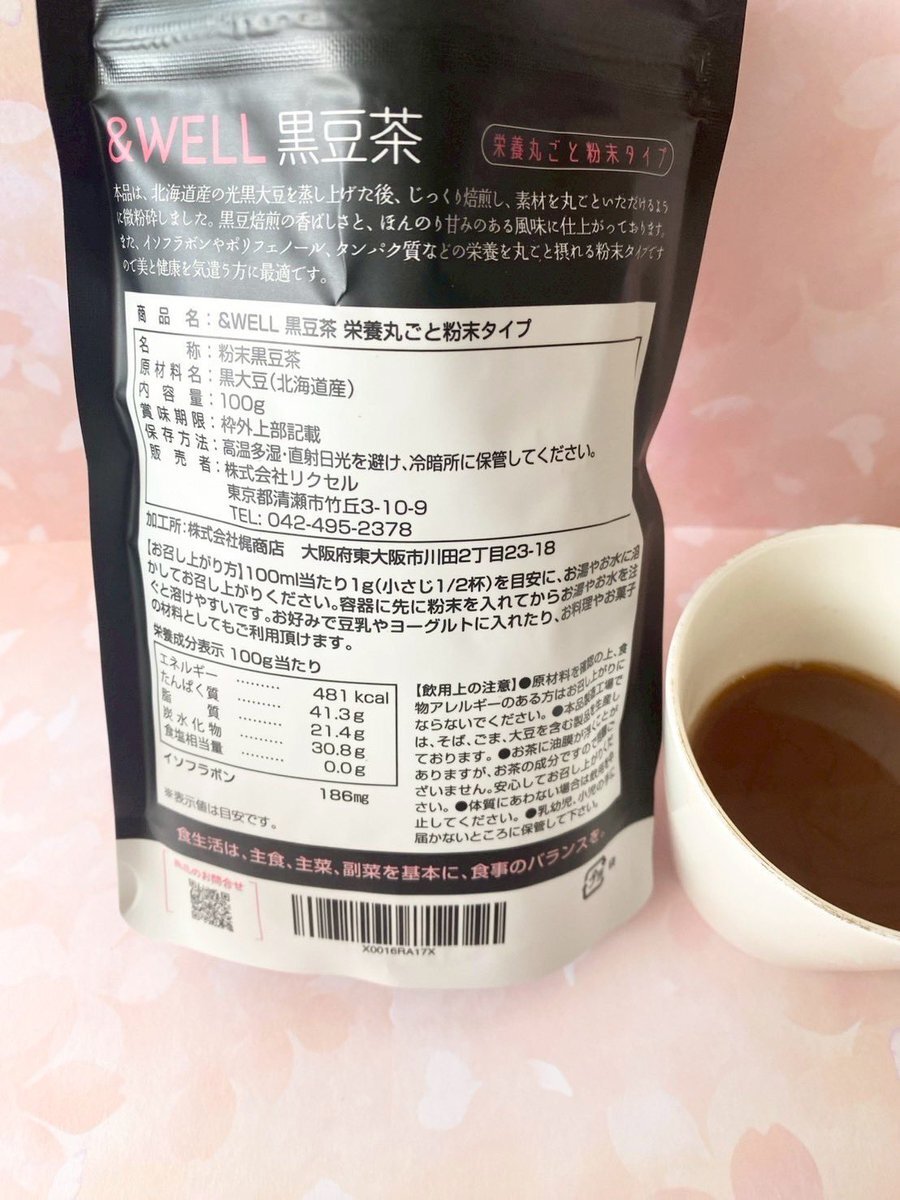 &WELL 黒豆茶
栄養丸ごと粉末タイプ
本品は、北海道産の光黒大豆を蒸し上げた後、じっくり焙煎し、素材を丸ごといただけるよう
に微粉砕しました。黒豆焙煎の香ばしさと、ほんのり甘みのある風味に仕上がっております。
また、イソフラボンやポリフェノール、タンパク質などの栄養を丸ごと摂れる粉末タイプです
ので美と健康を気遣う方に最適です。
商品名：&WELL 黒豆茶 栄養丸ごと粉末タイプ
名称：粉末黒豆茶
原材料名：黒大豆(北海道産)
内容量：100g
賞味期限：枠外上部記載
保存方法：高温多湿・直射日光を避け、冷暗所に保管してください。
販売者：株式会社リクセル
東京都清瀬市竹丘3-10-9
TEL: 042-495-2378
加工所：株式会社梶商店 大阪府東大阪市川田2丁目23-18
【お召し上がり方】100ml当たり1g(小さじ1/2杯)を目安に、お湯やお水に溶
かしてお召し上がりください。容器に先に粉末を入れてからお湯やお水を注
ぐと溶けやすいです。お好みで豆乳やヨーグルトに入れたり、お料理やお菓子
の材料としてもご利用頂けます。
栄養成分表示 100g当たり
エネルギー ……… 481 kcal
たんぱく質 ……… 41.3g
脂質 ……… 21.4g
炭水化物 ……… 30.8g
食塩相当量 ……… 0.0g
イソフラボン 186mg
※表示値は目安です。
【飲用上の注意】●原材料を確認の上、食
物アレルギーのある方はお召し上がりに
ならないでください。●本品製造工場で
は、そば、ごま、大豆を含む製品を生産し
ております。●お茶に油膜が浮くことが
ありますが、お茶の成分ですので問題ご
ざいません。安心してお召し上がりくだ
さい。●体質にあわない場合は飲用を中
止してください。●乳幼児、小児の手の
届かないところに保管して下さい。
食生活は、主食、主菜、副菜を基本に、食事のバランスを。
商品のお問合せ
X0016RA17X